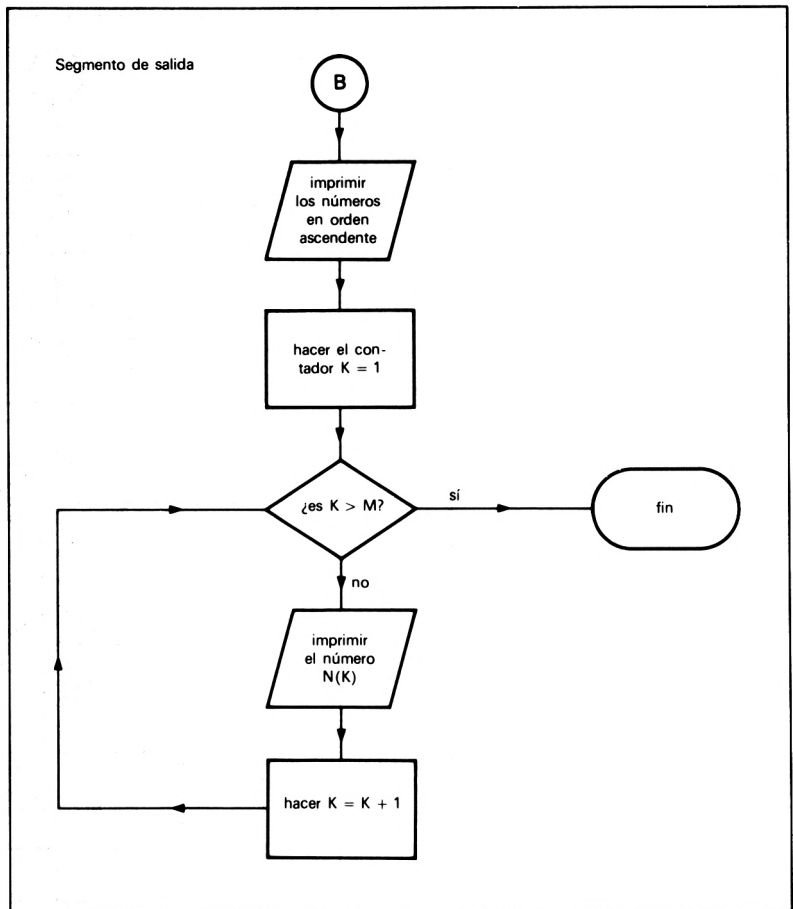 Segmento de salida
B
imprimir
los números
en orden
ascendente
hacer el con-
tador K = 1
¿es K > M?
sí
fin
no
imprimir
el número
N(K)
hacer K = K + 1